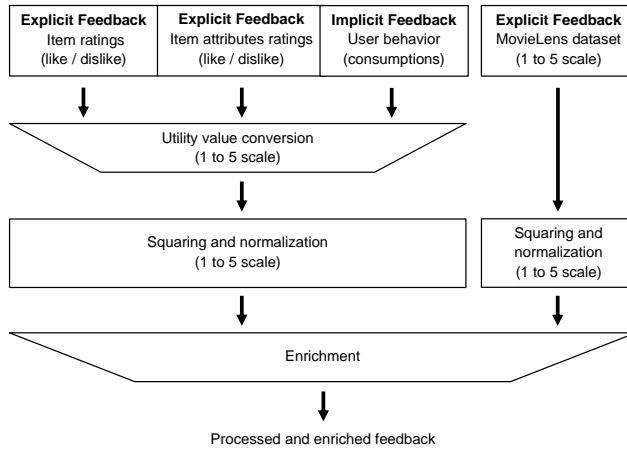 Explicit Feedback
Item ratings
(like / dislike)
Explicit Feedback
Item attributes ratings
(like / dislike)
Implicit Feedback
User behavior
(consumptions)
Explicit Feedback
MovieLens dataset
(1 to 5 scale)
Utility value conversion
(1 to 5 scale)
Squaring and normalization
(1 to 5 scale)
Squaring and
normalization
(1 to 5 scale)
Enrichment
Processed and enriched feedback